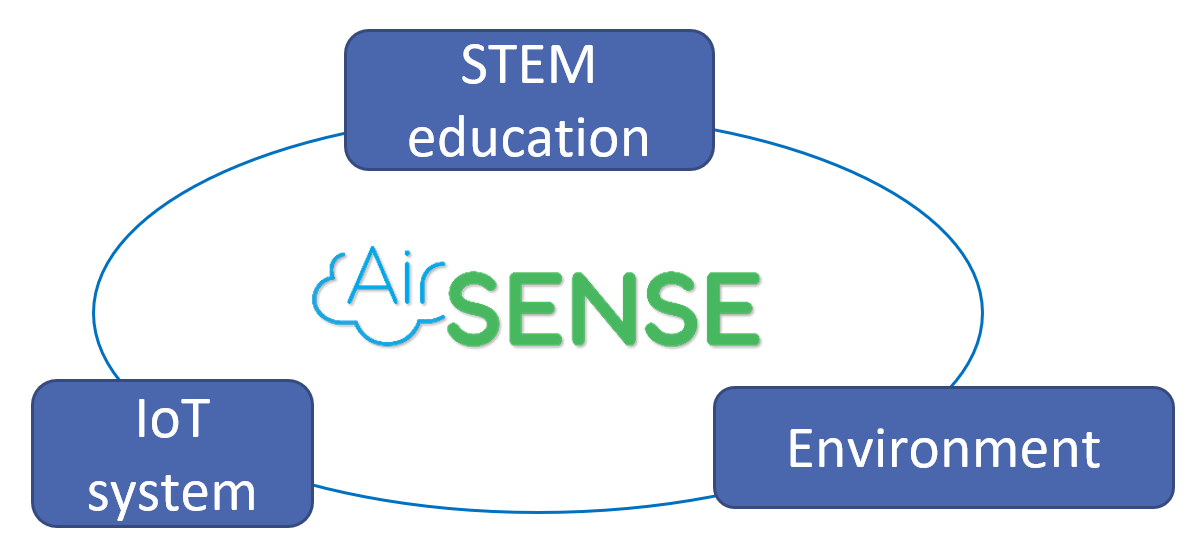 STEM
education
Air SENSE
IoT
system
Environment